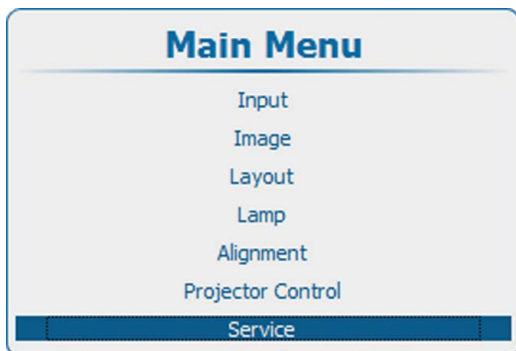 Main Menu
Input
Image
Layout
Lamp
Alignment
Projector Control
Service